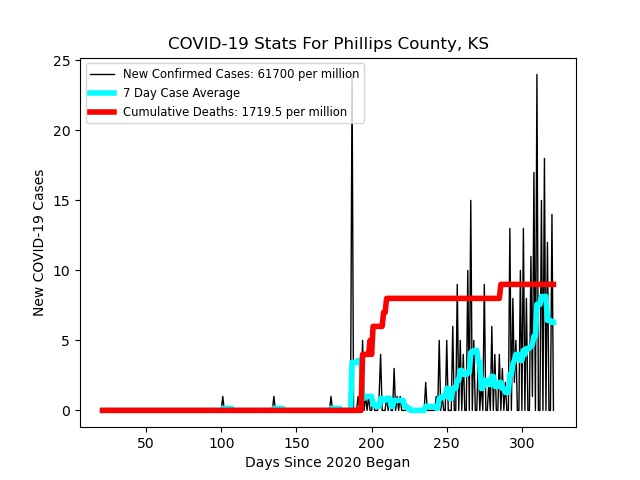 COVID-19 Stats For Phillips County, KS
New Confirmed Cases: 61700 per million
7 Day Case Average
Cumulative Deaths: 1719.5 per million
25
20
15
10
5
0
New COVID-19 Cases
50 100 150 200 250 300
Days Since 2020 Began